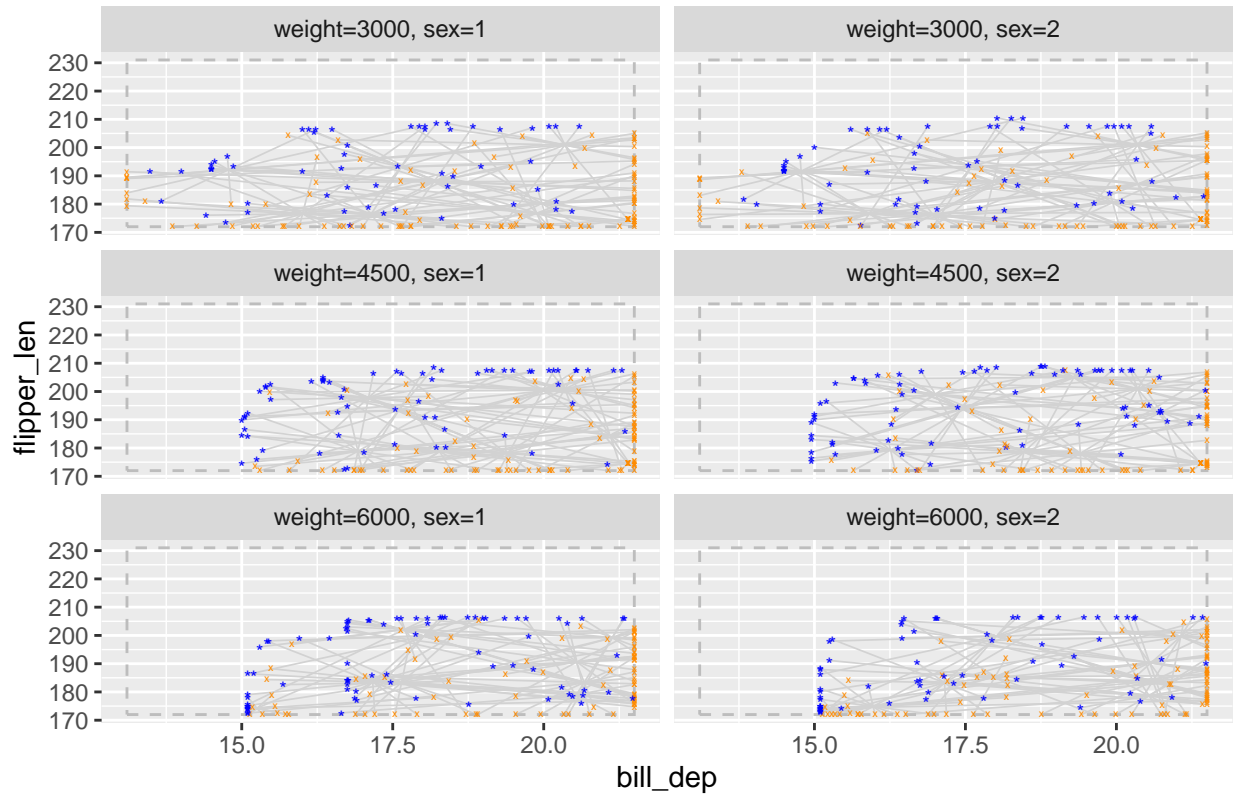 weight=3000, sex=1
weight=3000, sex=2
230
220
210
200
190
180
170
weight=4500, sex=1
weight=4500, sex=2
230
220
210
200
190
180
170
flipper_len
weight=6000, sex=1
weight=6000, sex=2
230
220
210
200
190
180
170
15.0 17.5 20.0 15.0 17.5 20.0
bill_dep